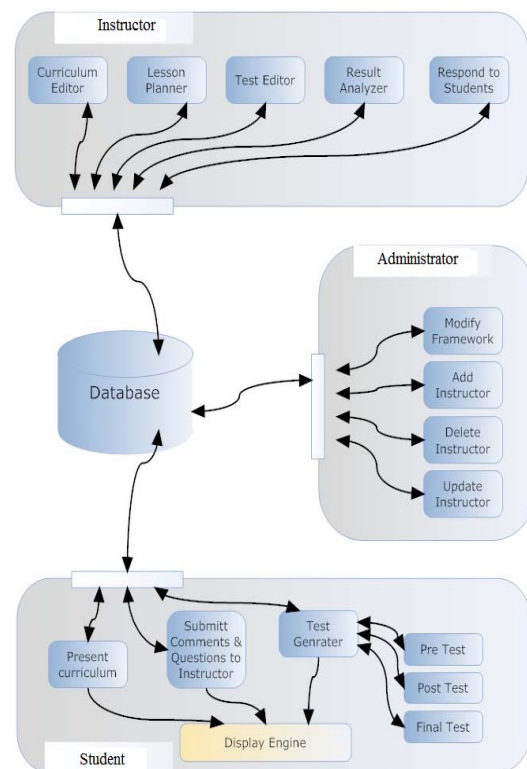 Instructor
Curriculum
Editor
Lesson
Planner
Test Editor
Result
Analyzer
Respond to
Students
Administrator
Modify
Framework
Add
Instructor
Delete
Instructor
Update
Instructor
Database
Present
curriculum
Submitt
Comments &
Questions to
Instructor
Test
Genrater
Pre Test
Post Test
Final Test
Display Engine
Student